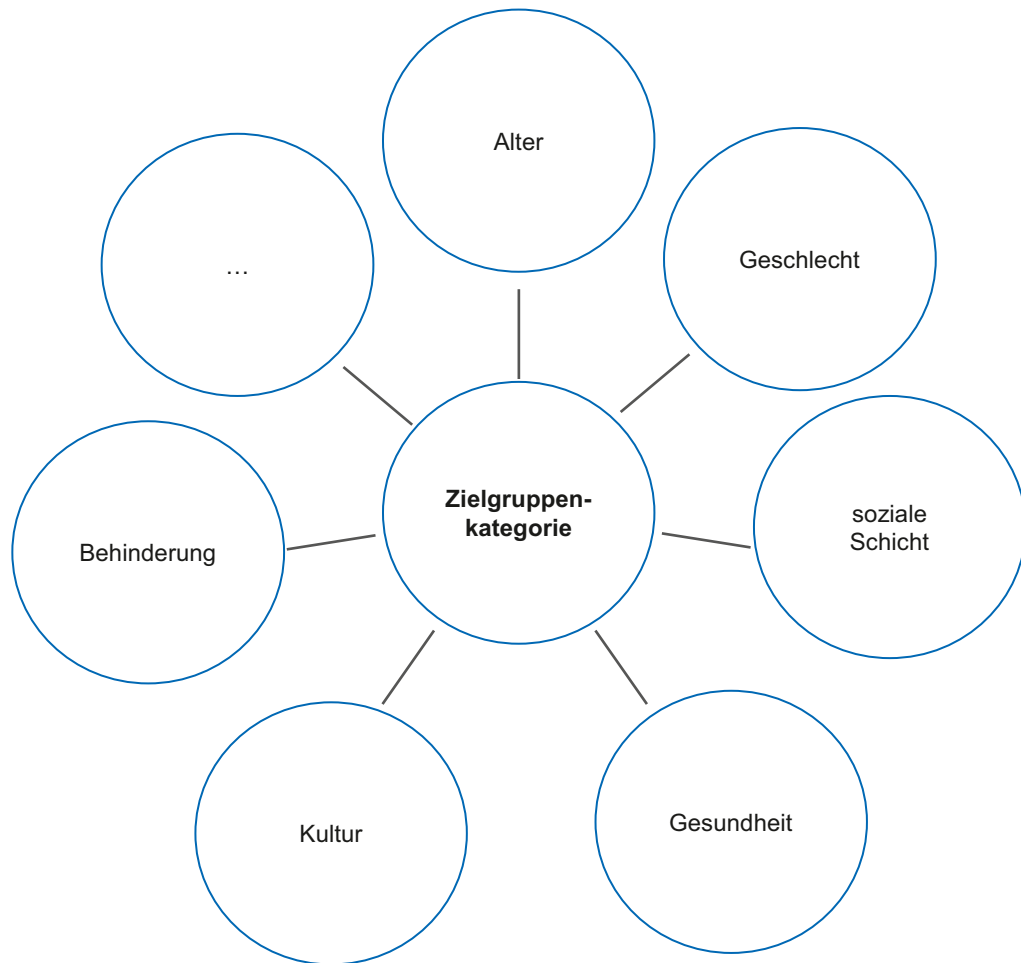 Alter
Geschlecht
soziale
Schicht
Gesundheit
Kultur
Behinderung
…
Zielgruppen-
kategorie